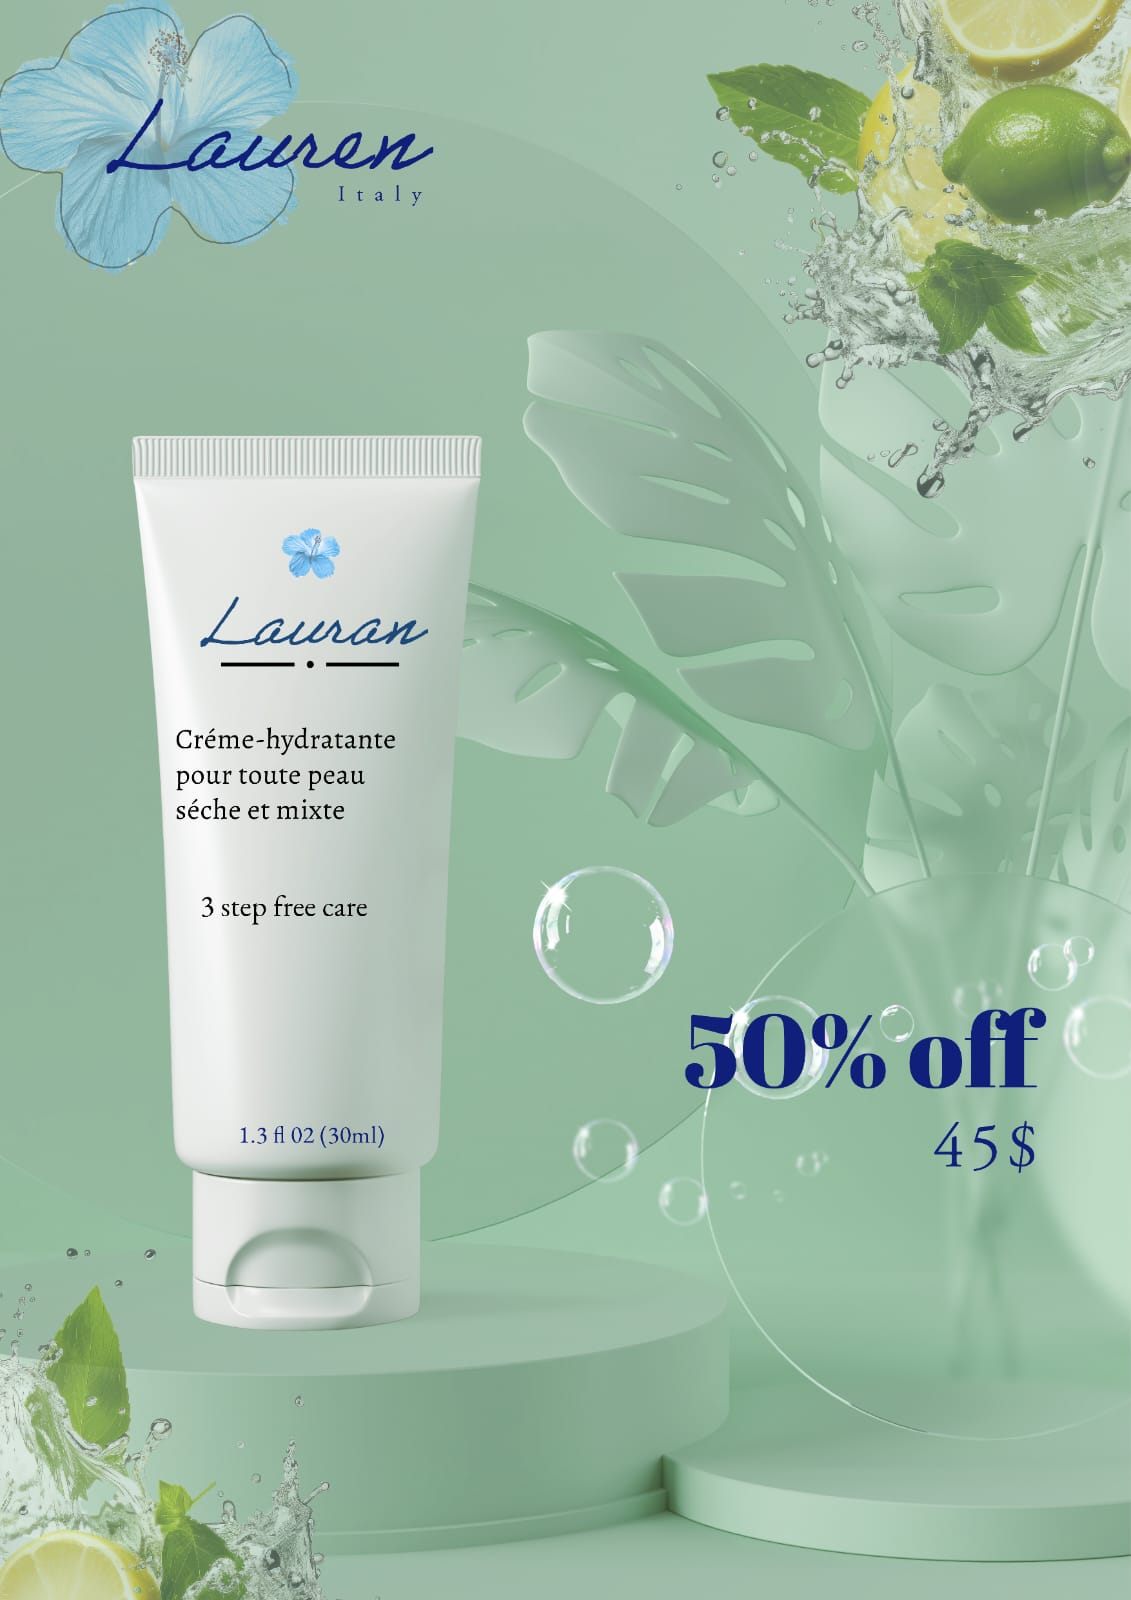 Lauren
Italy
Lauran
Créme-hydratante
pour toute peau
séche et mixte
3 step free care
1.3 fl 02 (30ml)
50% off
45$